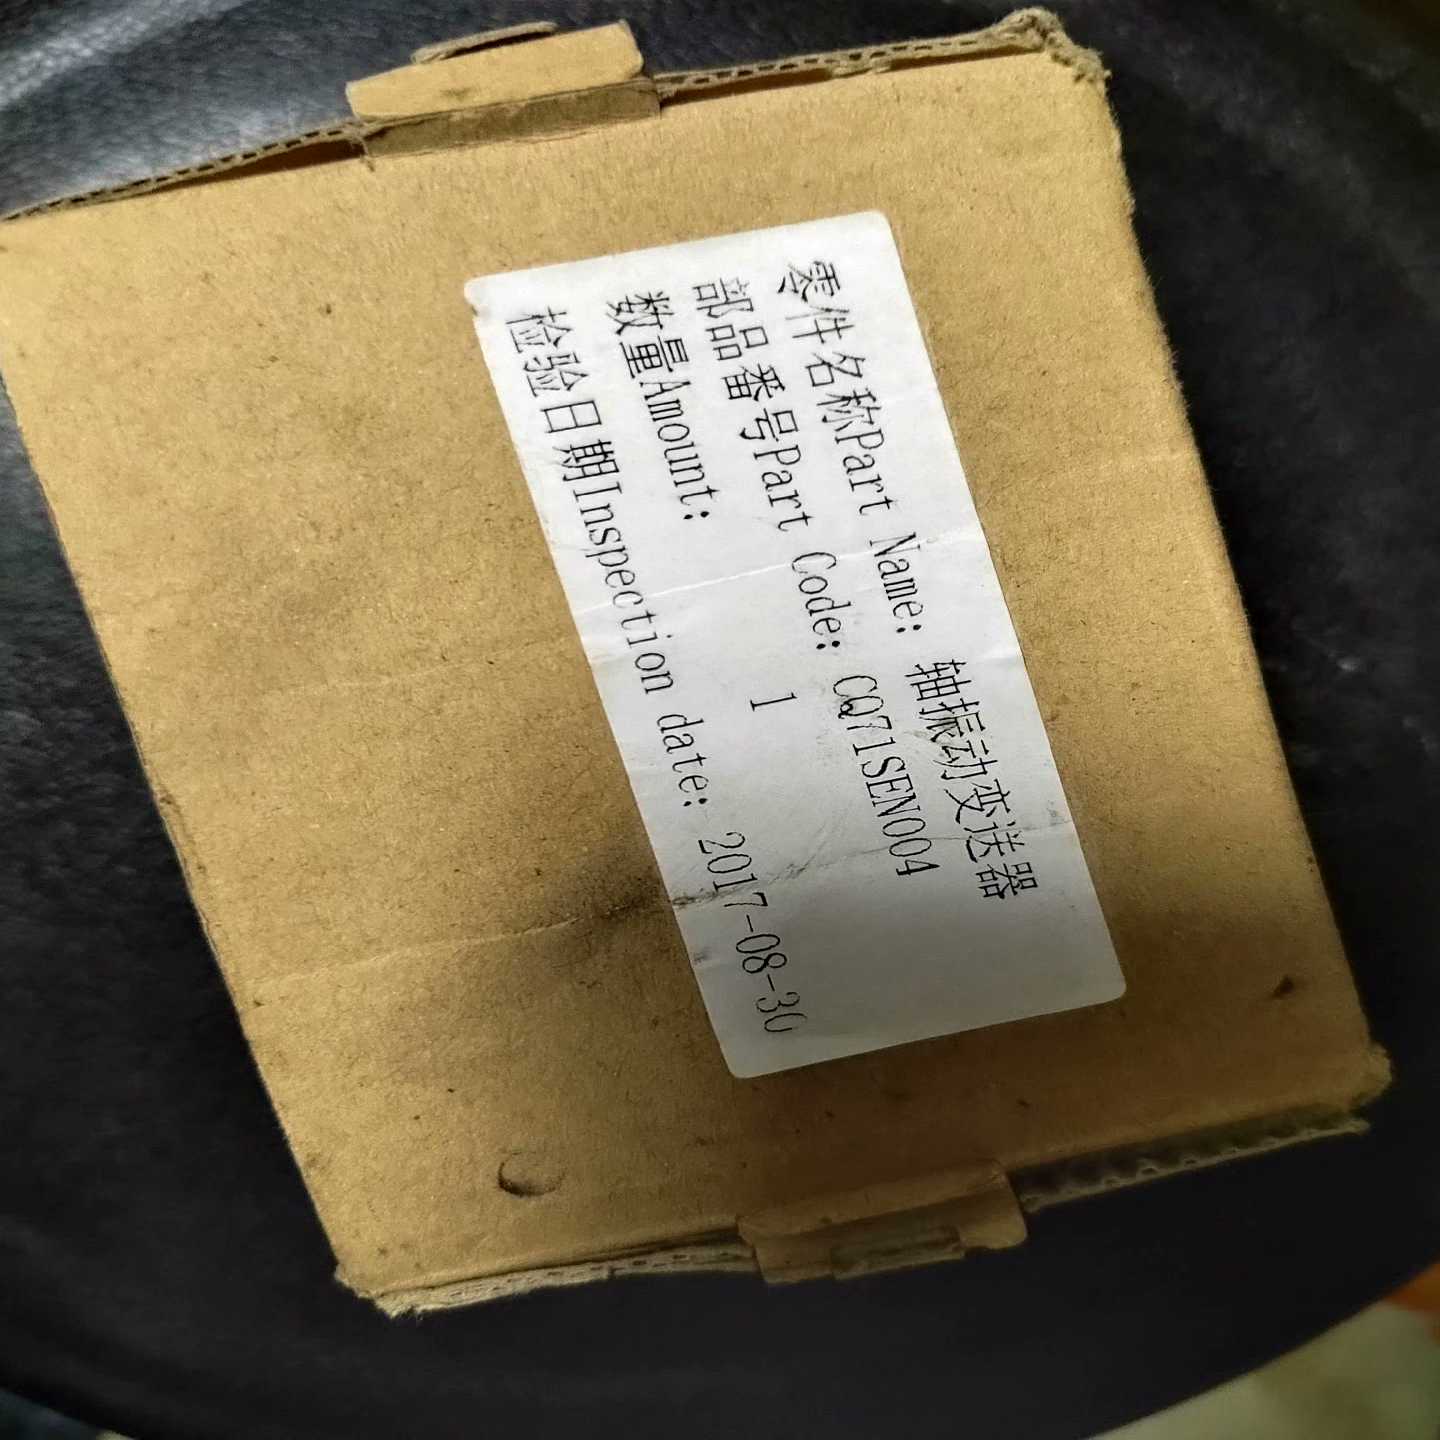 零件名称Part Name: 轴振动变送器
部品番号Part Code: CQ71SEN004
数量Amount: 1
检验日期Inspection date: 2017-08-30